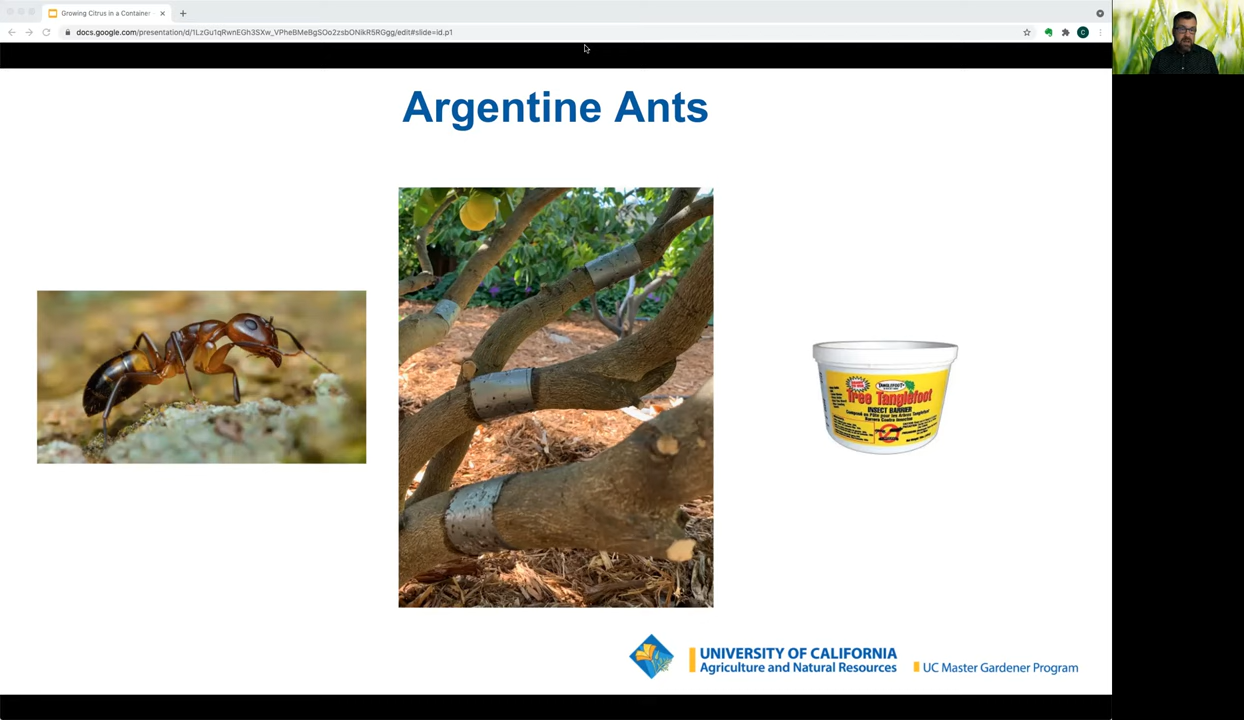 Growing Citrus in a Container
docs.google.com/presentation/d/1LzGu1qRwnEGh3SXw_VPheBMeBgSOo2zsbONikR5RGgg/edit#slide=id.p1
C
Argentine Ants
TANGLEFOOT
Tree Tanglefoot
INSECT BARRIER
UNIVERSITY OF CALIFORNIA
Agriculture and Natural Resources
UC Master Gardener Program